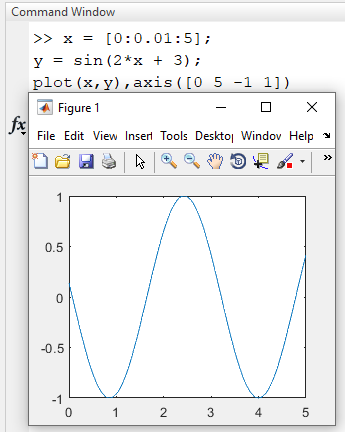 Command Window
>> x = [0:0.01:5];
y = sin(2*x + 3);
plot(x,y),axis([0 5 -1 1])
fx
Figure 1
File Edit View Insert Tools Desktop Window Help
1
0.5
0
-0.5
-1
0 1 2 3 4 5